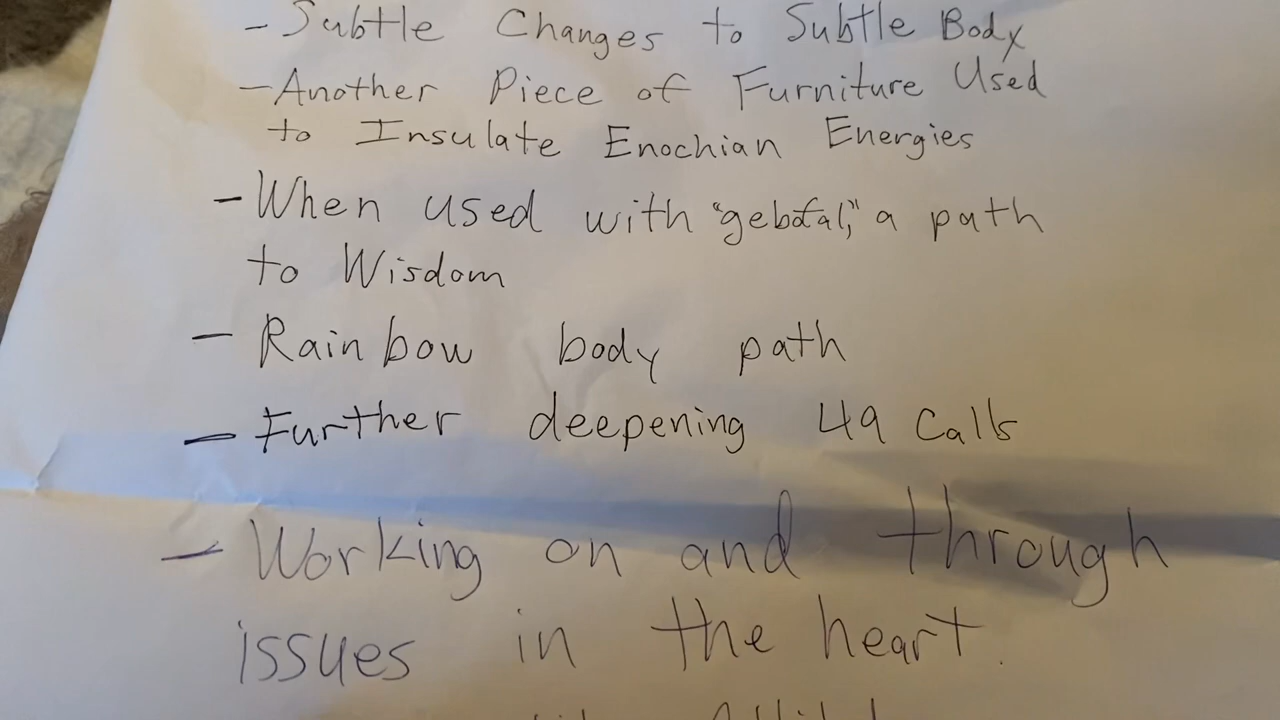 - Subtle Changes to Subtle Body
- Another Piece of Furniture Used
to Insulate Enochian Energies
- When used with "gebofal," a path
to Wisdom
- Rainbow body path
- Further deepening 49 Calls
- Working on and through
issues in the heart.